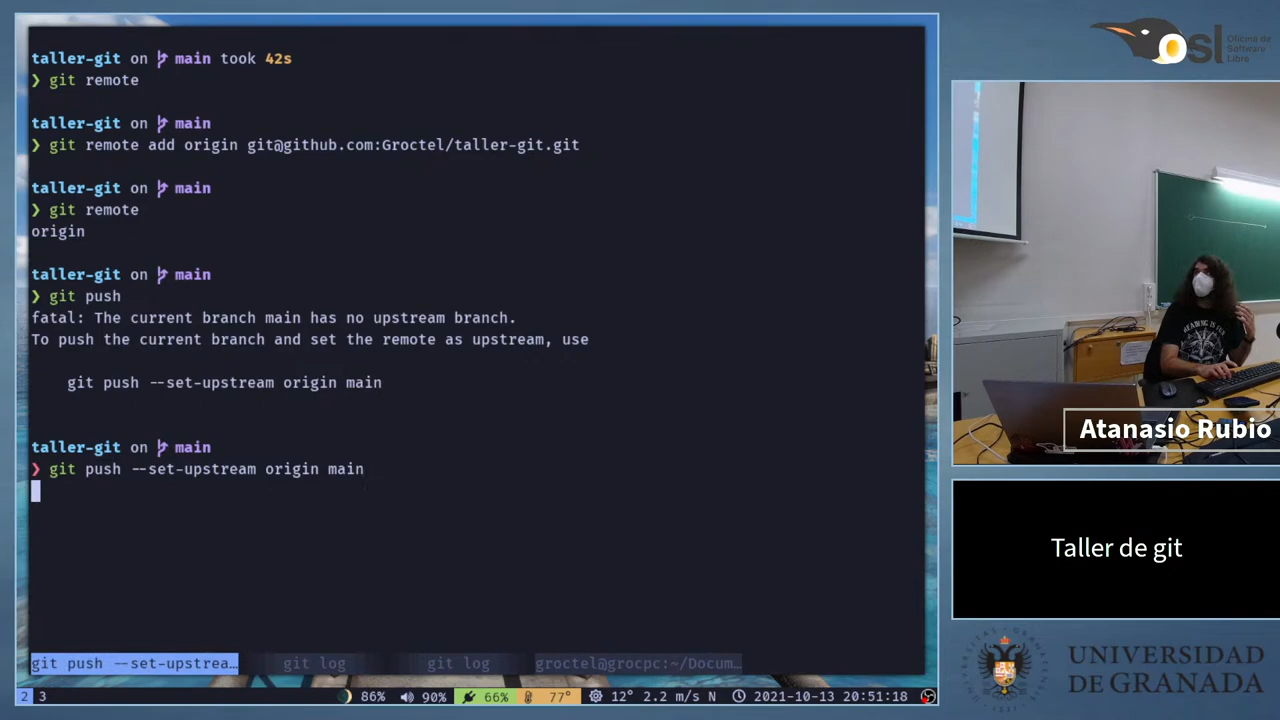 taller-git on main took 42s
❯ git remote
taller-git on main
❯ git remote add origin git@github.com:Groctel/taller-git.git
taller-git on main
❯ git remote
origin
taller-git on main
❯ git push
fatal: The current branch main has no upstream branch.
To push the current branch and set the remote as upstream, use
git push --set-upstream origin main
taller-git on main
❯ git push --set-upstream origin main
git push --set-upstrea…
git log
git log
groctel@grocpc:~/Docum…
2 3
86% 90% 66% 77° 12° 2.2 m/s N 2021-10-13 20:51:18
osl
Oficina de
Software
Libre
READING IS FUN
Atanasio Rubio
Taller de git
UNIVERSIDAD
DE GRANADA